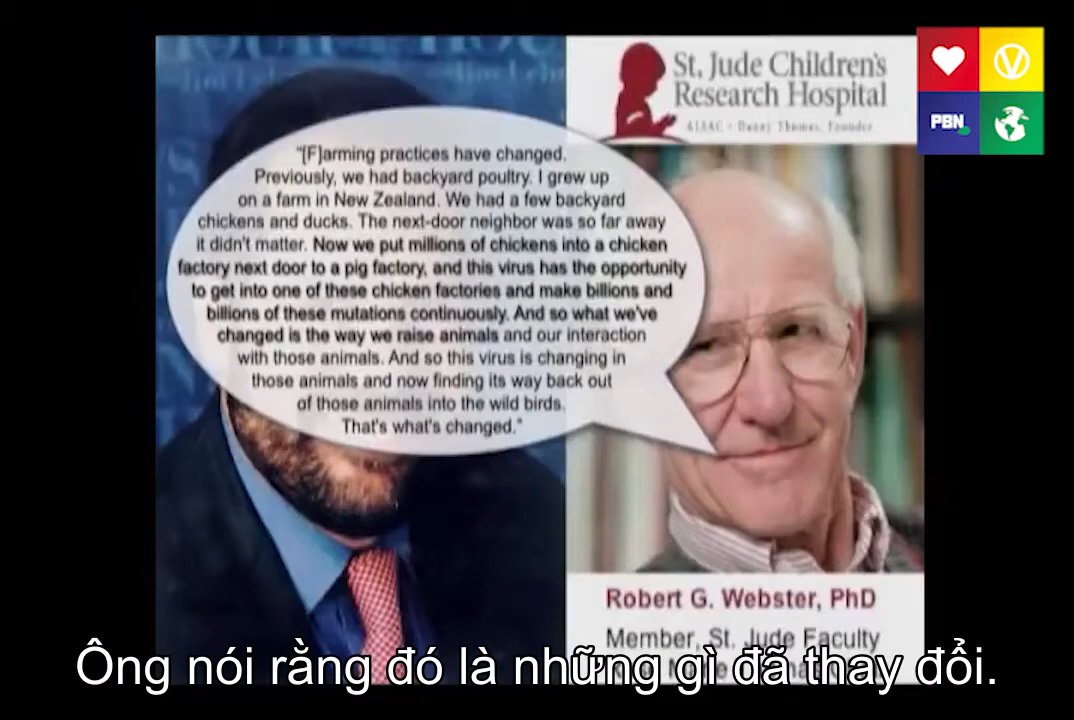 St. Jude Children's
Research Hospital
ALSAC • Danny Thomas, Founder
PBN
"[F]arming practices have changed.
Previously, we had backyard poultry. I grew up
on a farm in New Zealand. We had a few backyard
chickens and ducks. The next-door neighbor was so far away
it didn't matter. Now we put millions of chickens into a chicken
factory next door to a pig factory, and this virus has the opportunity
to get into one of these chicken factories and make billions and
billions of these mutations continuously. And so what we've
changed is the way we raise animals and our interaction
with those animals. And so this virus is changing in
those animals and now finding its way back out
of those animals into the wild birds.
That's what's changed."
Robert G. Webster, PhD
Member, St. Jude Faculty
Ông nói rằng đó là những gì đã thay đổi.